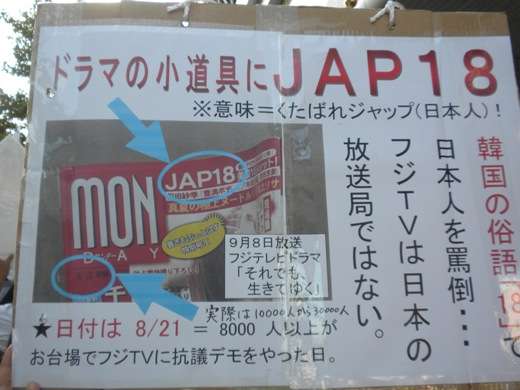 ドラマの小道具にJAP18
※意味=くたばれジャップ(日本人)!
韓国の俗語「18」で
日本人を罵倒…
フジTVは日本の
放送局ではない。
JAP18
MON
D AY
9月8日放送
フジテレビドラマ
「それでも、
生きてゆく」
実際は10000人から30000人
★日付は 8/21 = 8000 人以上が
お台場でフジTVに抗議デモをやった日。